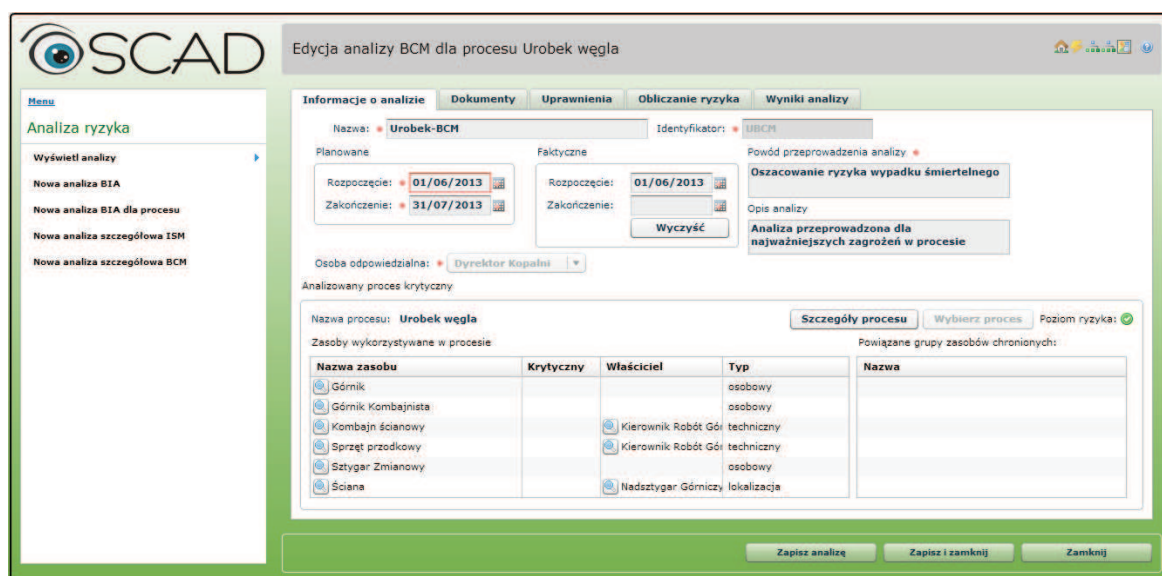 OSCAD
Edycja analizy BCM dla procesu Urobek węgla
Menu
Analiza ryzyka
Wyświetl analizy
Nowa analiza BIA
Nowa analiza BIA dla procesu
Nowa analiza szczegółowa ISM
Nowa analiza szczegółowa BCM
Informacje o analizie Dokumenty Uprawnienia Obliczanie ryzyka Wyniki analizy
Nazwa: * Urobek-BCM Identyfikator: * UBCM
Planowane Faktyczne Powód przeprowadzenia analizy *
Rozpoczęcie: * 01/06/2013 Rozpoczęcie: 01/06/2013 Oszacowanie ryzyka wypadku śmiertelnego
Zakończenie: * 31/07/2013 Zakończenie: Opis analizy
Wyczyść Analiza przeprowadzona dla
najważniejszych zagrożeń w procesie
Osoba odpowiedzialna: * Dyrektor Kopalni
Analizowany proces krytyczny
Nazwa procesu: Urobek węgla Szczegóły procesu Wybierz proces Poziom ryzyka:
Zasoby wykorzystywane w procesie Powiązane grupy zasobów chronionych:
Nazwa zasobu Krytyczny Właściciel Typ Nazwa
Górnik osobowy
Górnik Kombajnista osobowy
Kombajn ścianowy Kierownik Robót Gór techniczny
Sprzęt przodkowy Kierownik Robót Gór techniczny
Sztygar Zmianowy osobowy
Ściana Nadsztygar Górniczy lokalizacja
Zapisz analizę Zapisz i zamknij Zamknij